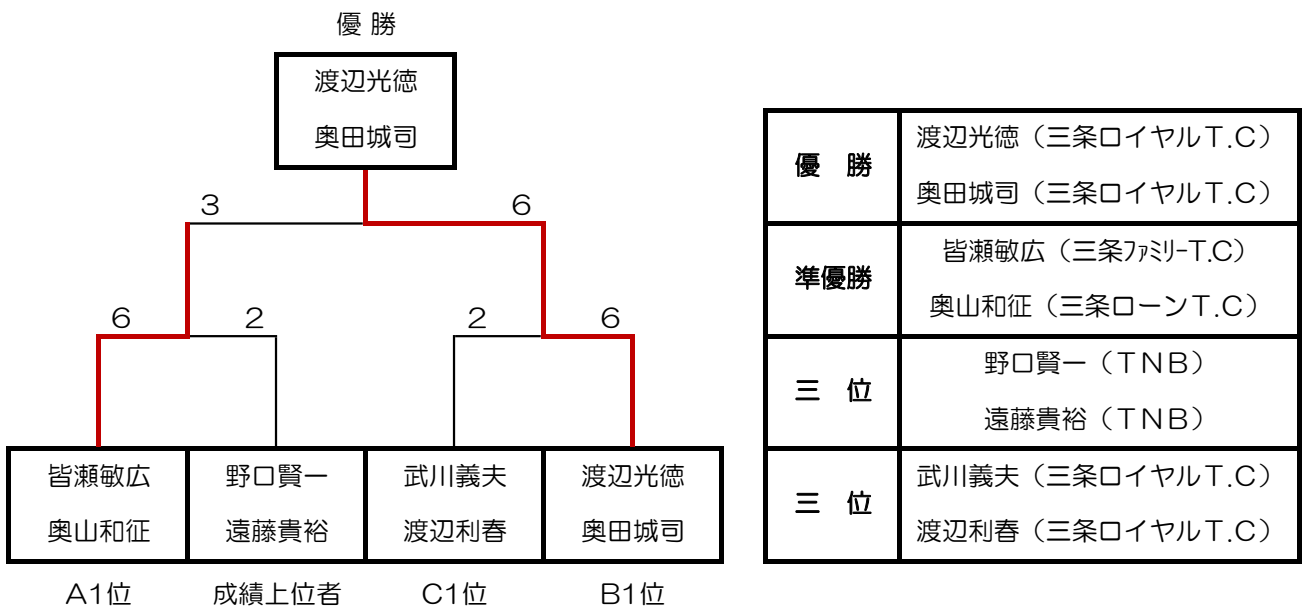 優 勝
渡辺光徳
奥田城司
3 6
6 2 2 6
皆瀬敏広 野口賢一 武川義夫 渡辺光徳
奥山和征 遠藤貴裕 渡辺利春 奥田城司
A1位 成績上位者 C1位 B1位
優 勝
渡辺光徳（三条ロイヤルT.C）
奥田城司（三条ロイヤルT.C）
準優勝
皆瀬敏広（三条ﾌｧﾐﾘｰT.C）
奥山和征（三条ローンT.C）
三 位
野口賢一（TNB）
遠藤貴裕（TNB）
三 位
武川義夫（三条ロイヤルT.C）
渡辺利春（三条ロイヤルT.C）